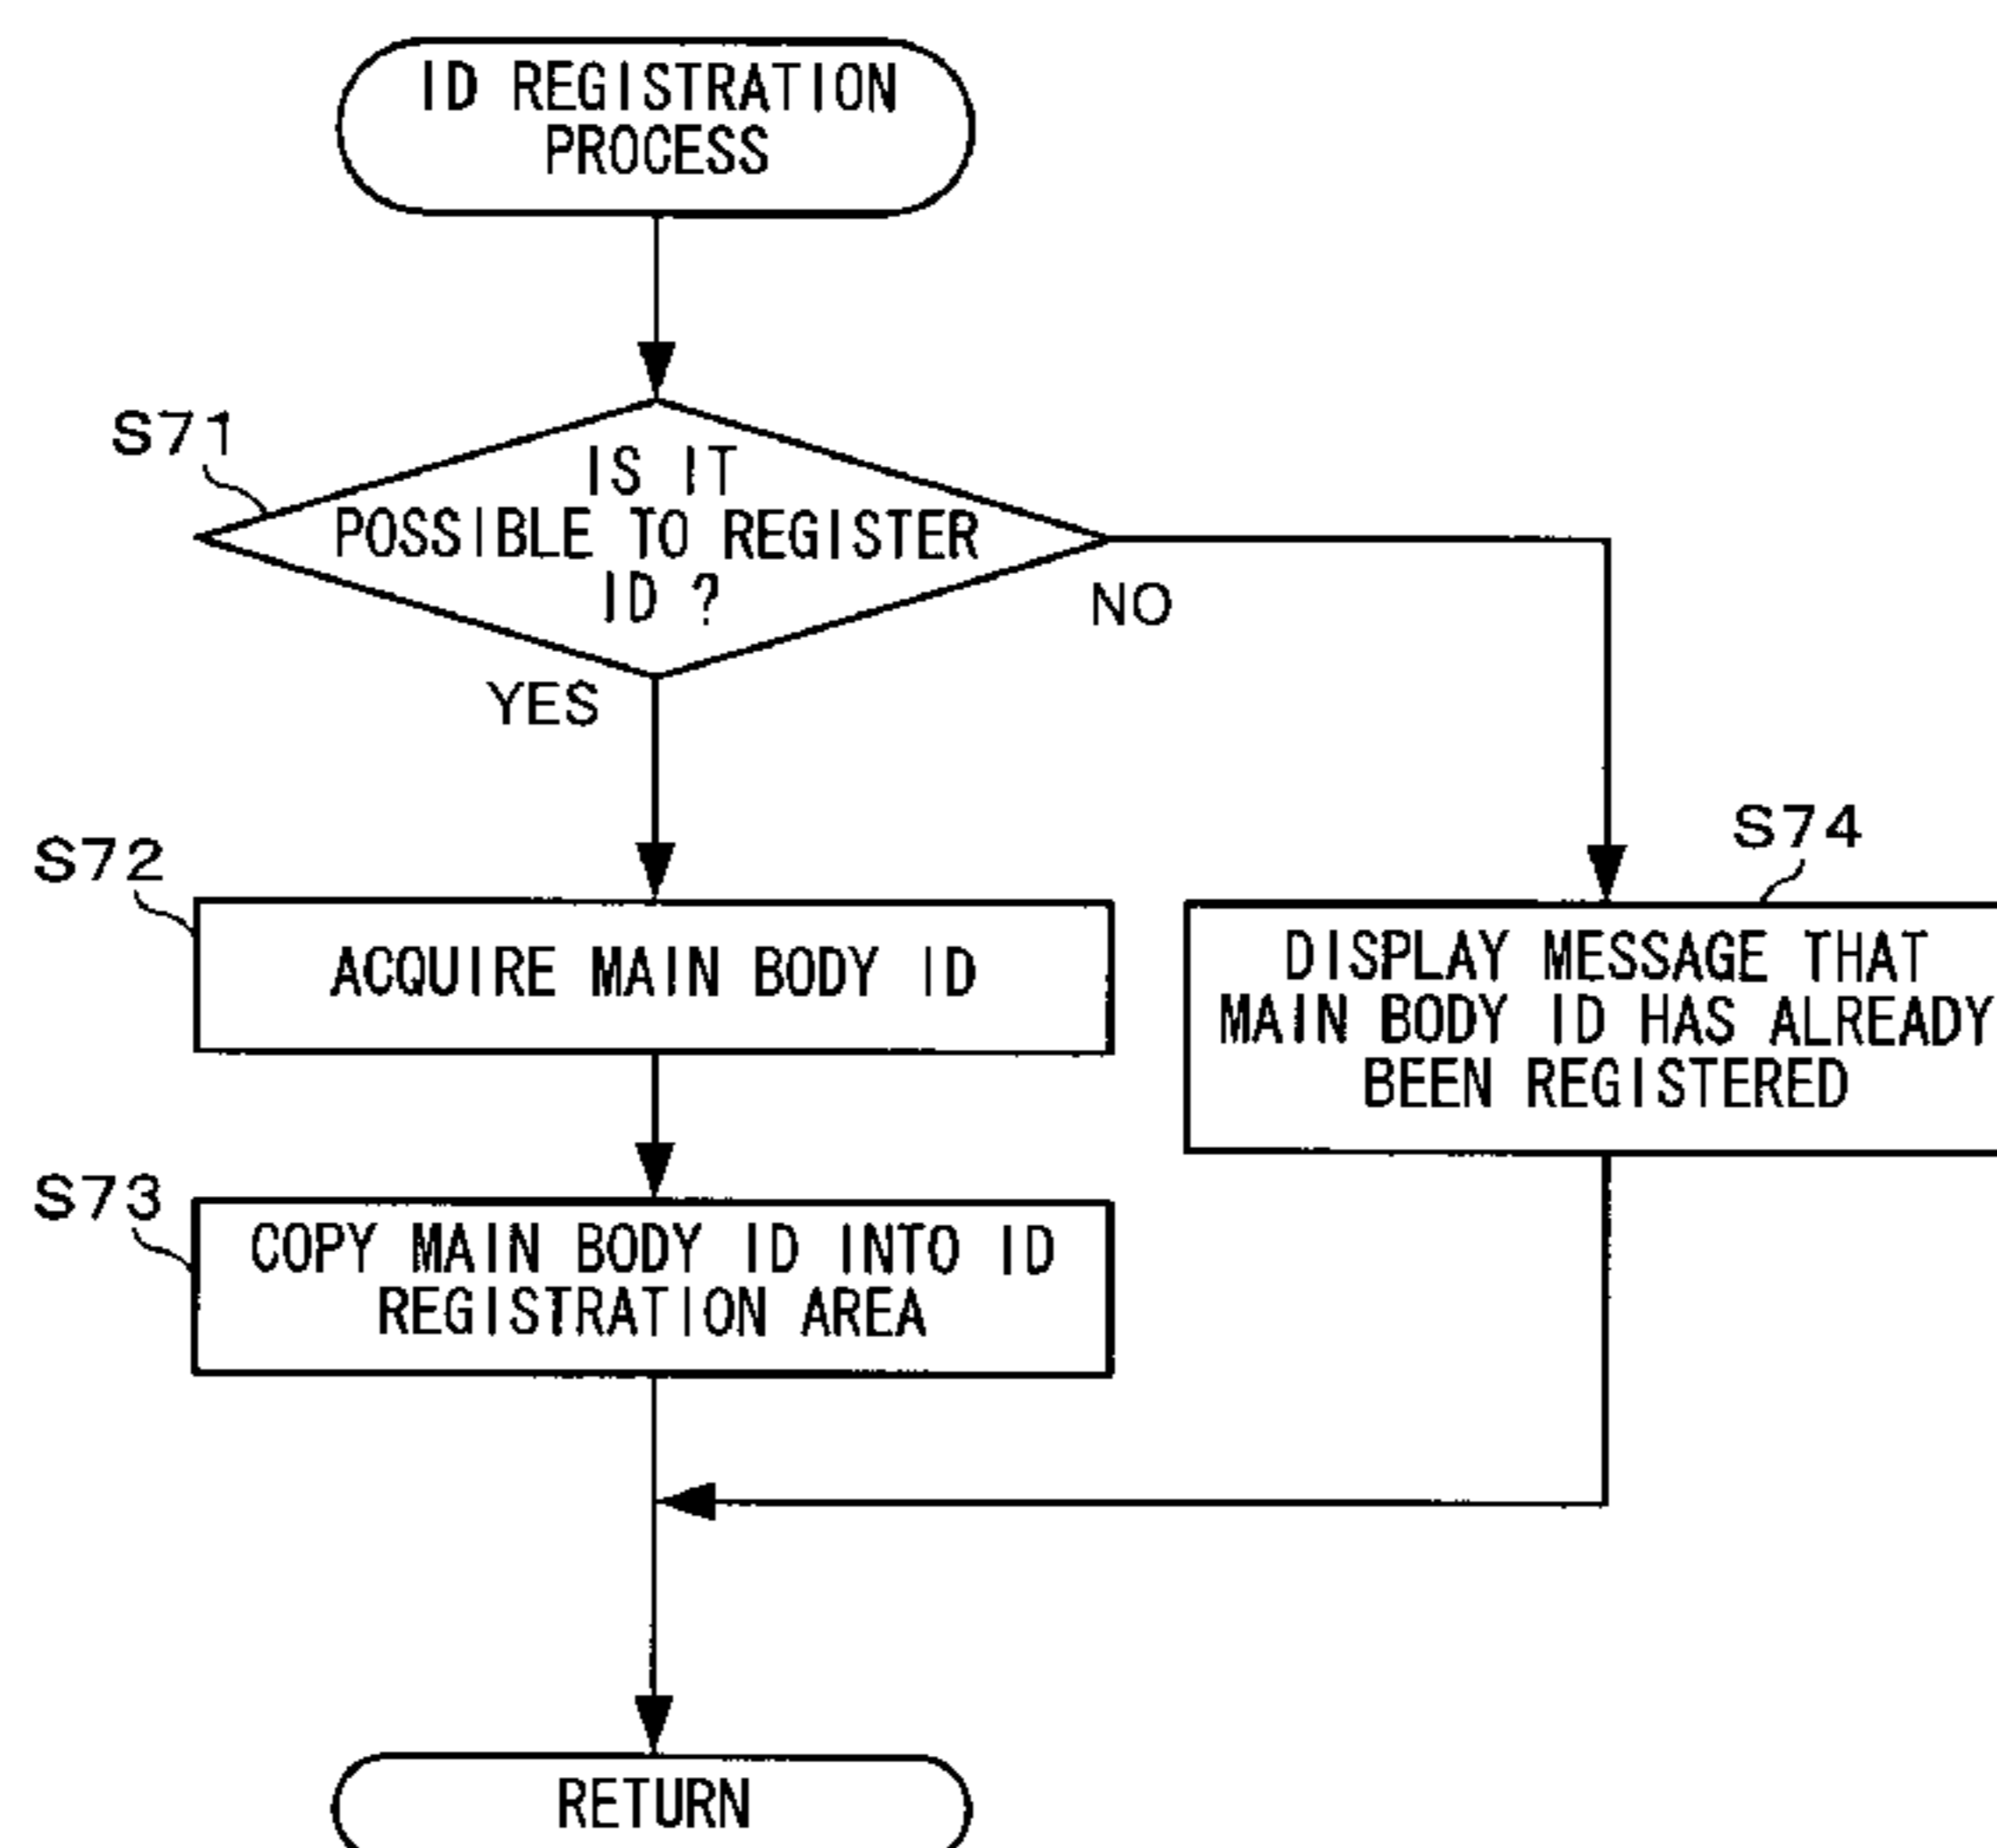 ID REGISTRATION
PROCESS
S71
IS IT
POSSIBLE TO REGISTER
ID ?
NO
YES
S72
ACQUIRE MAIN BODY ID
S74
DISPLAY MESSAGE THAT
MAIN BODY ID HAS ALREADY
BEEN REGISTERED
S73
COPY MAIN BODY ID INTO ID
REGISTRATION AREA
RETURN